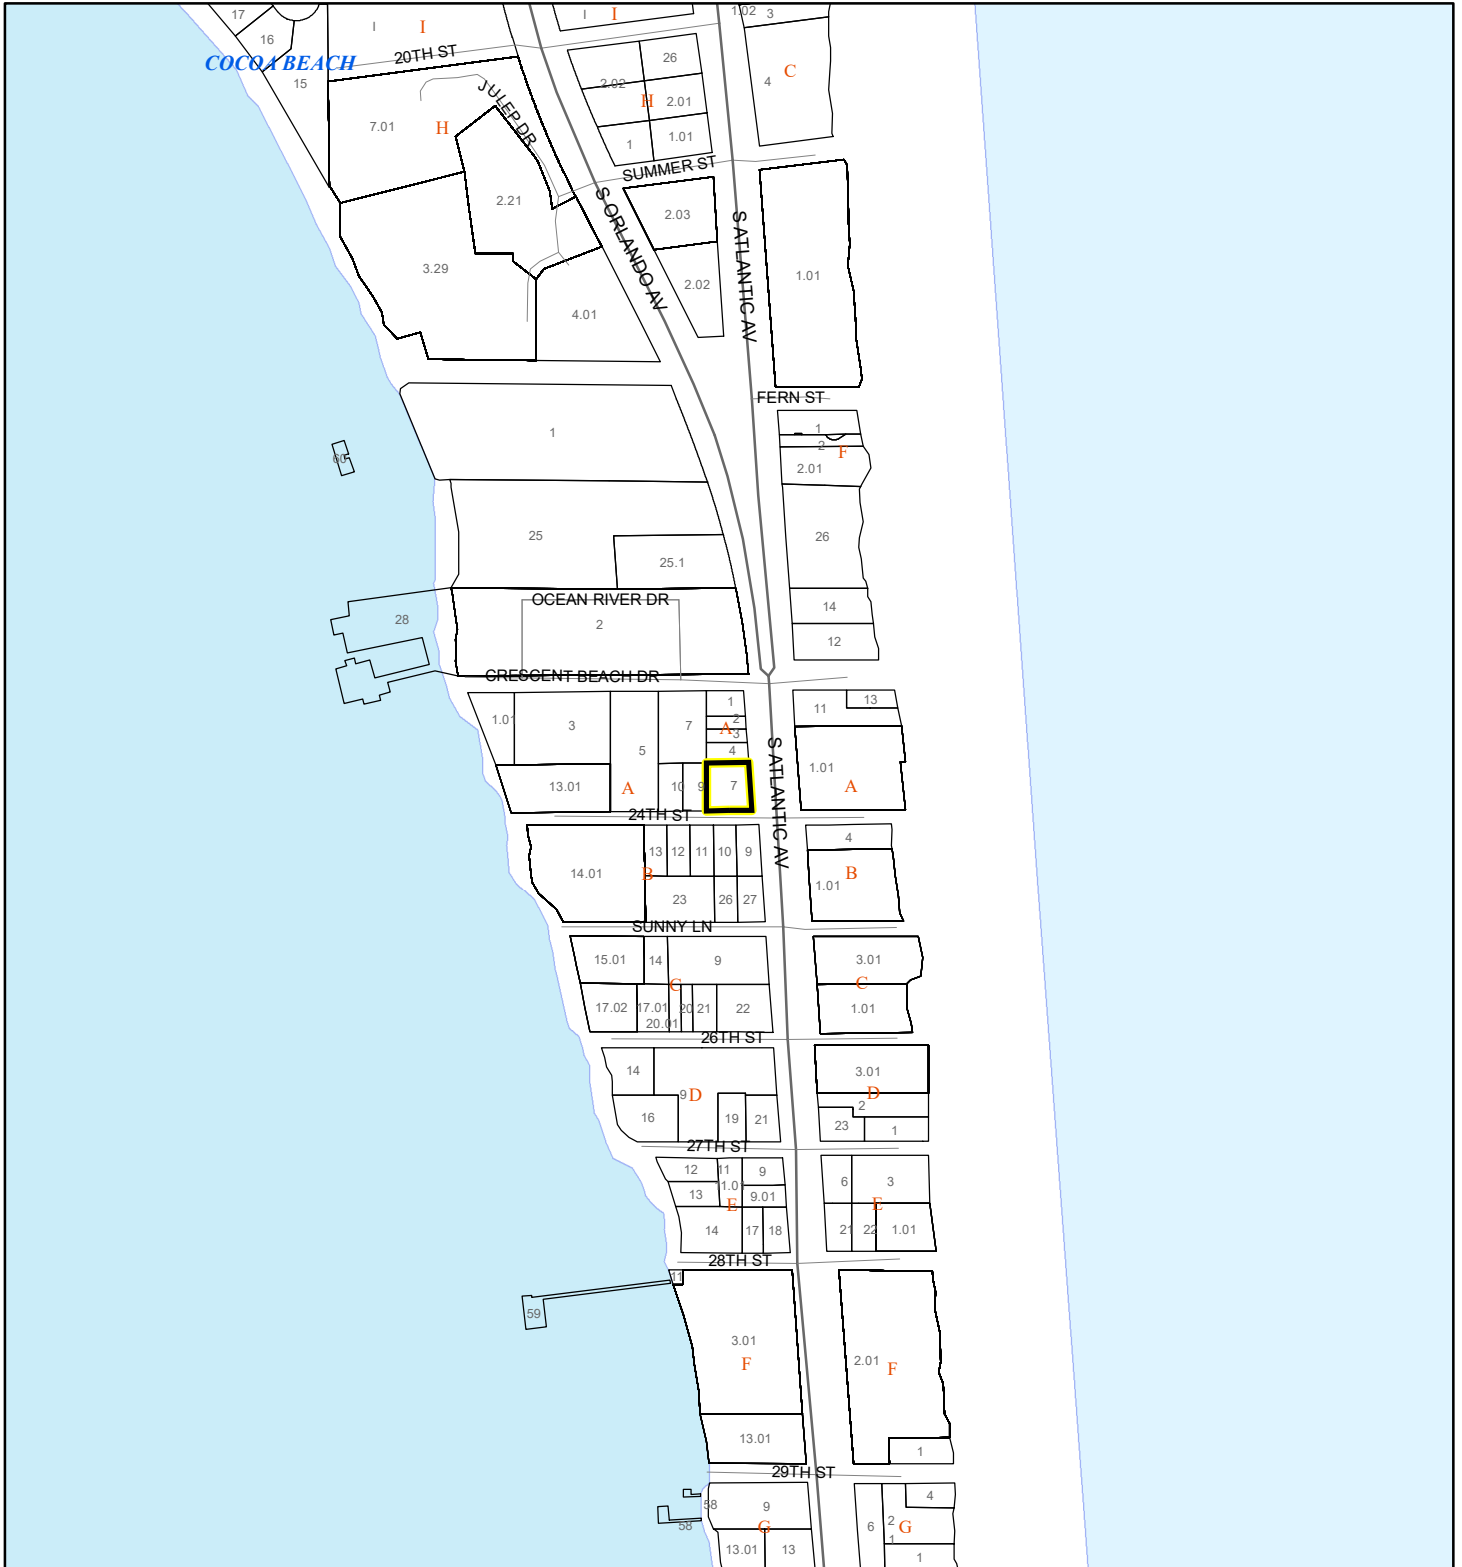 17
16
I
I
I
I
1.02
3
COCOA BEACH
20TH ST
15
26
C
4
2.02
H
2.01
JULEP DR
7.01
H
1
1.01
SUMMER ST
2.21
S ORLANDO AV
2.03
S ATLANTIC AV
3.29
1.01
2.02
4.01
FERN ST
1
1
2
F
60
2.01
25
26
25.1
OCEAN RIVER DR
28
2
14
12
CRESCENT BEACH DR
1.01
3
7
1
2
A
3
4
5
11
13
S ATLANTIC AV
1.01
A
13.01
A
10
9
7
24TH ST
14.01
13
12
11
10
9
B
23
26
27
4
B
1.01
SUNNY LN
15.01
14
9
C
17.02
17.01
20
21
22
20.01
3.01
C
1.01
26TH ST
14
9
D
16
19
21
3.01
D
2
23
1
27TH ST
12
11
9
11.01
13
9.01
E
14
17
18
6
3
E
21
22
1.01
28TH ST
11
59
3.01
F
2.01
F
13.01
1
29TH ST
58
9
58
G
13.01
13
4
6
2
G
1
1